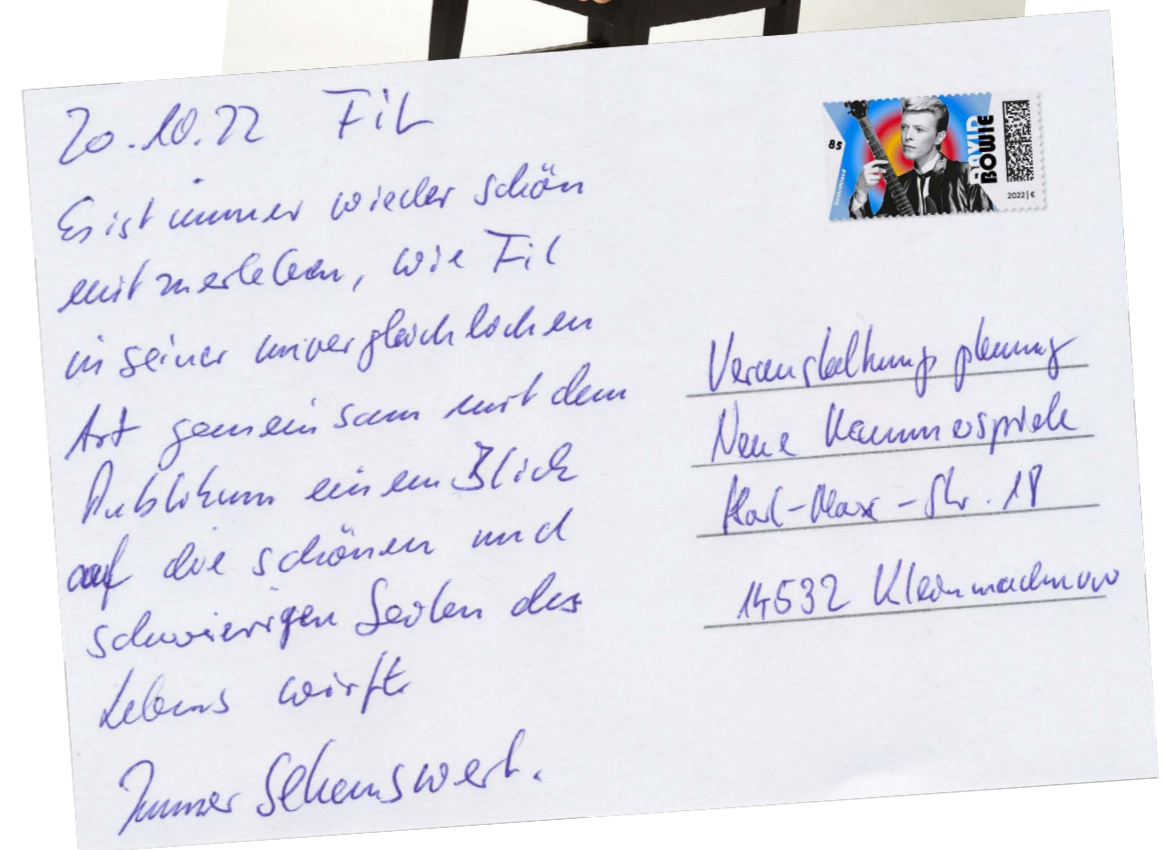 20.10.22 Fil
Es ist immer wieder schön
mitzuerleben, wie Fil
in seiner unvergleichlichen
Art gemeinsam mit dem
Publikum einen Blick
auf die schönen und
schwierigen Seiten des
Lebens wirft.
Immer Sehenswert.
85
Deutschland
DAVID
BOWIE
2022 | €
Veranstaltungsplanung
Neue Kammerspiele
Karl-Marx-Str. 18
14532 Kleinmachnow